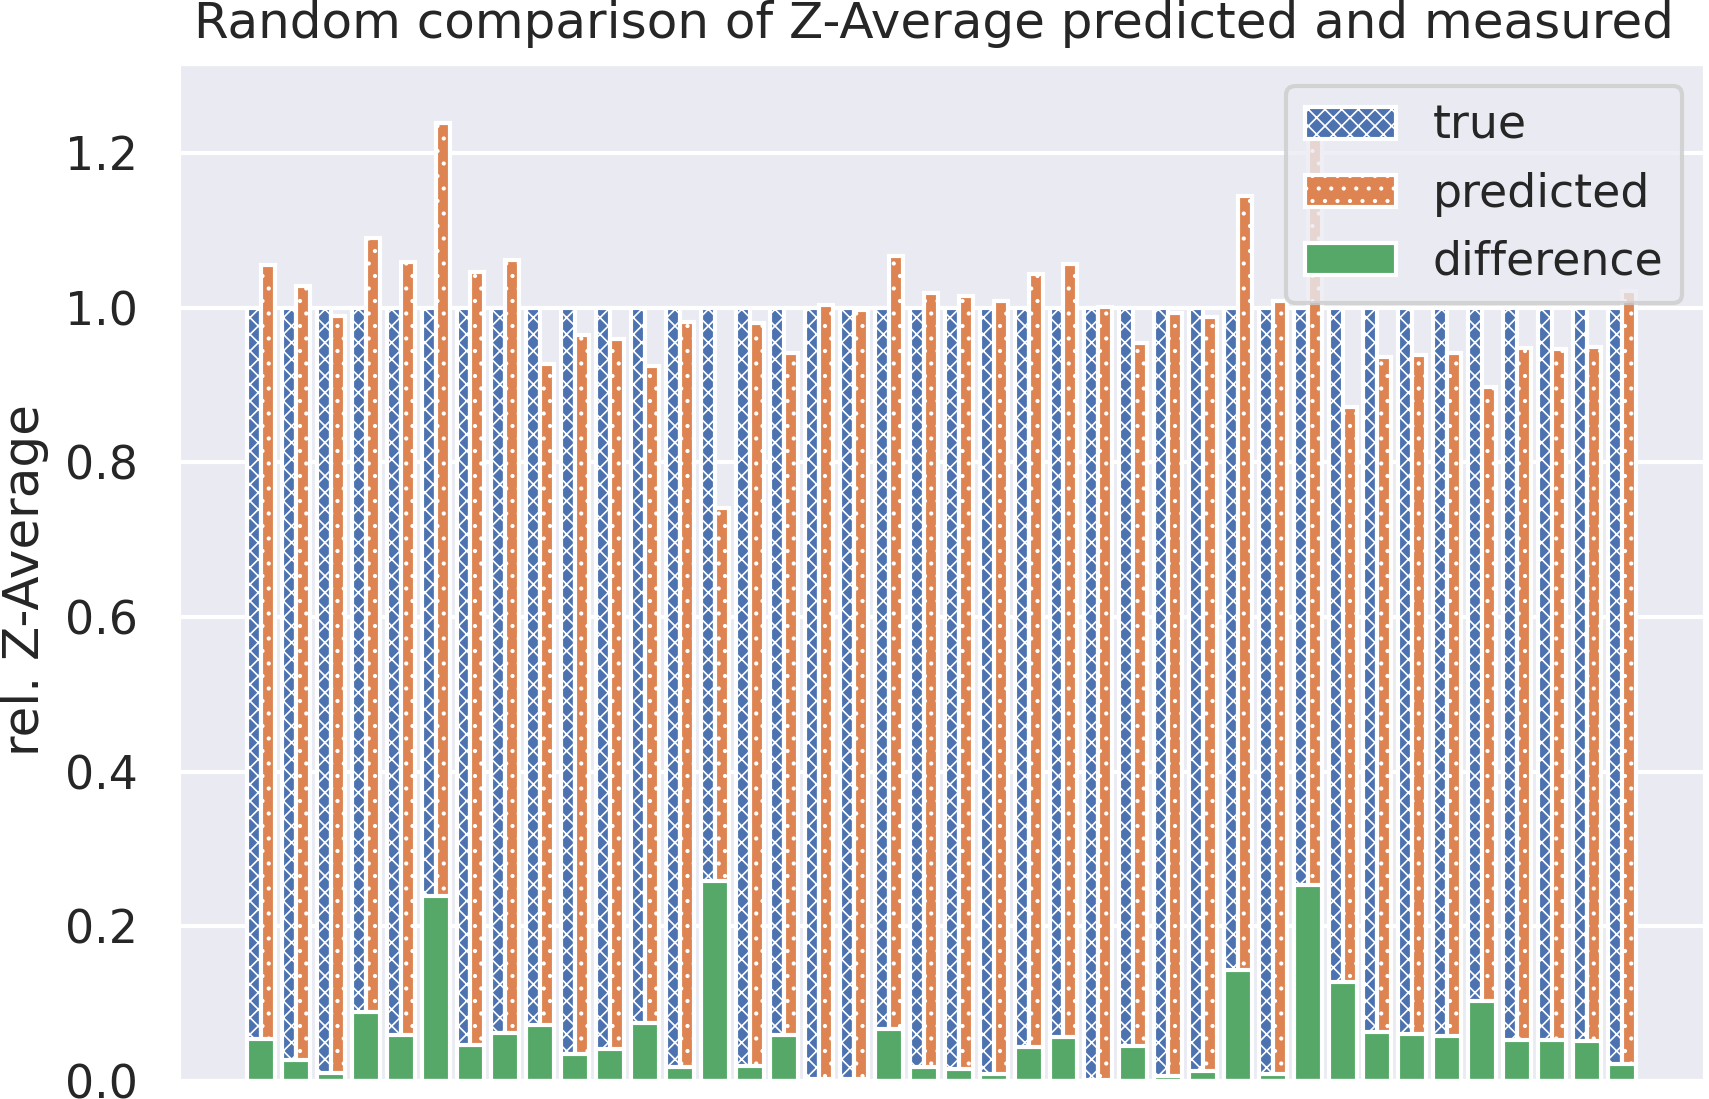 Random comparison of Z-Average predicted and measured
true
predicted
difference
rel. Z-Average
1.2
1.0
0.8
0.6
0.4
0.2
0.0